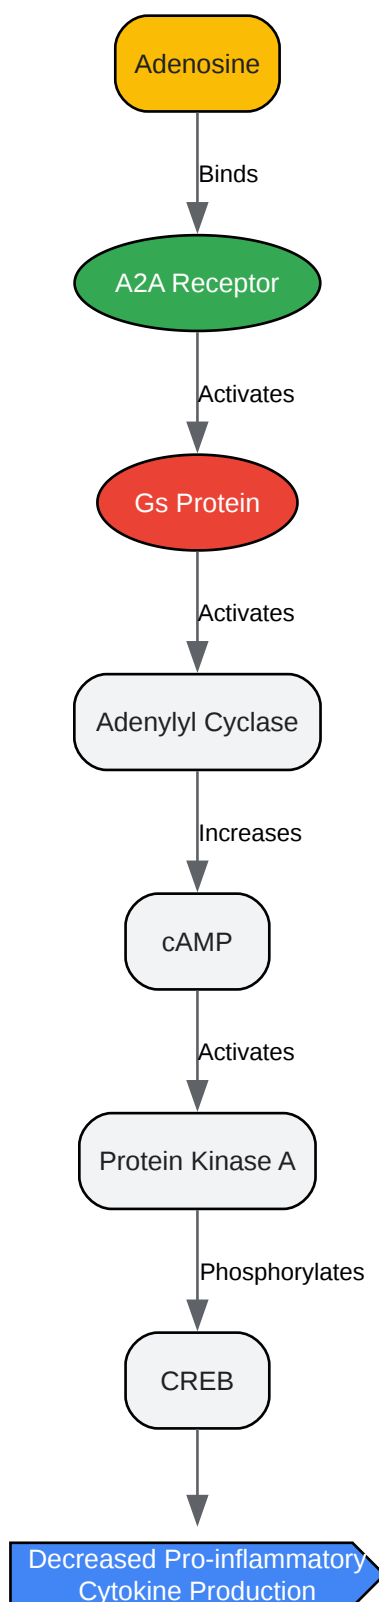 Adenosine
Binds
A2A Receptor
Activates
Gs Protein
Activates
Adenylyl Cyclase
Increases
cAMP
Activates
Protein Kinase A
Phosphorylates
CREB
Decreased Pro-inflammatory
Cytokine Production